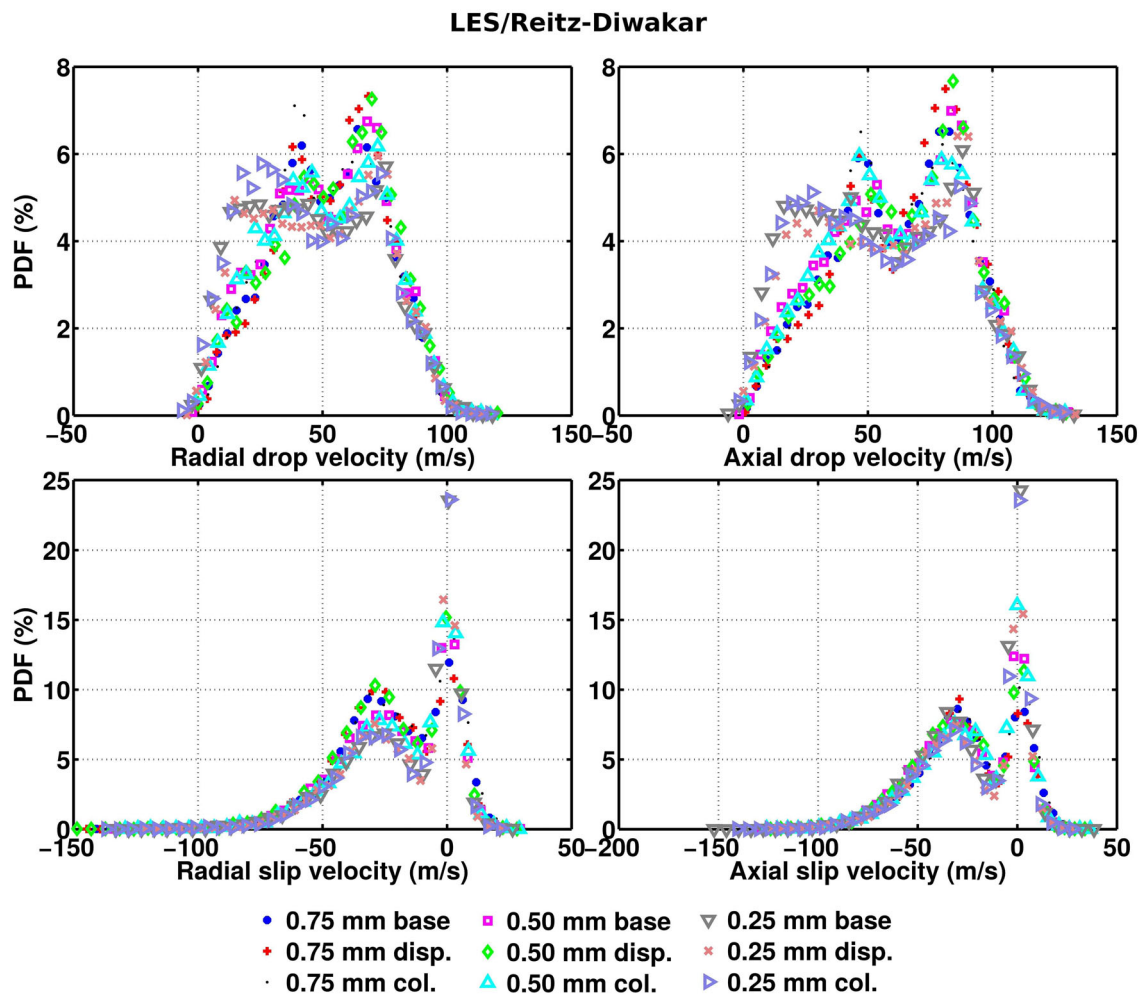 LES/Reitz-Diwakar
8
6
4
2
0
PDF (%)
−50 0 50 100 150
Radial drop velocity (m/s)
8
6
4
2
0
−50 0 50 100 150
Axial drop velocity (m/s)
25
20
15
10
5
0
PDF (%)
−150 −100 −50 0 50
Radial slip velocity (m/s)
25
20
15
10
5
0
−200 −150 −100 −50 0 50
Axial slip velocity (m/s)
0.75 mm base 0.50 mm base 0.25 mm base
0.75 mm disp. 0.50 mm disp. 0.25 mm disp.
0.75 mm col. 0.50 mm col. 0.25 mm col.